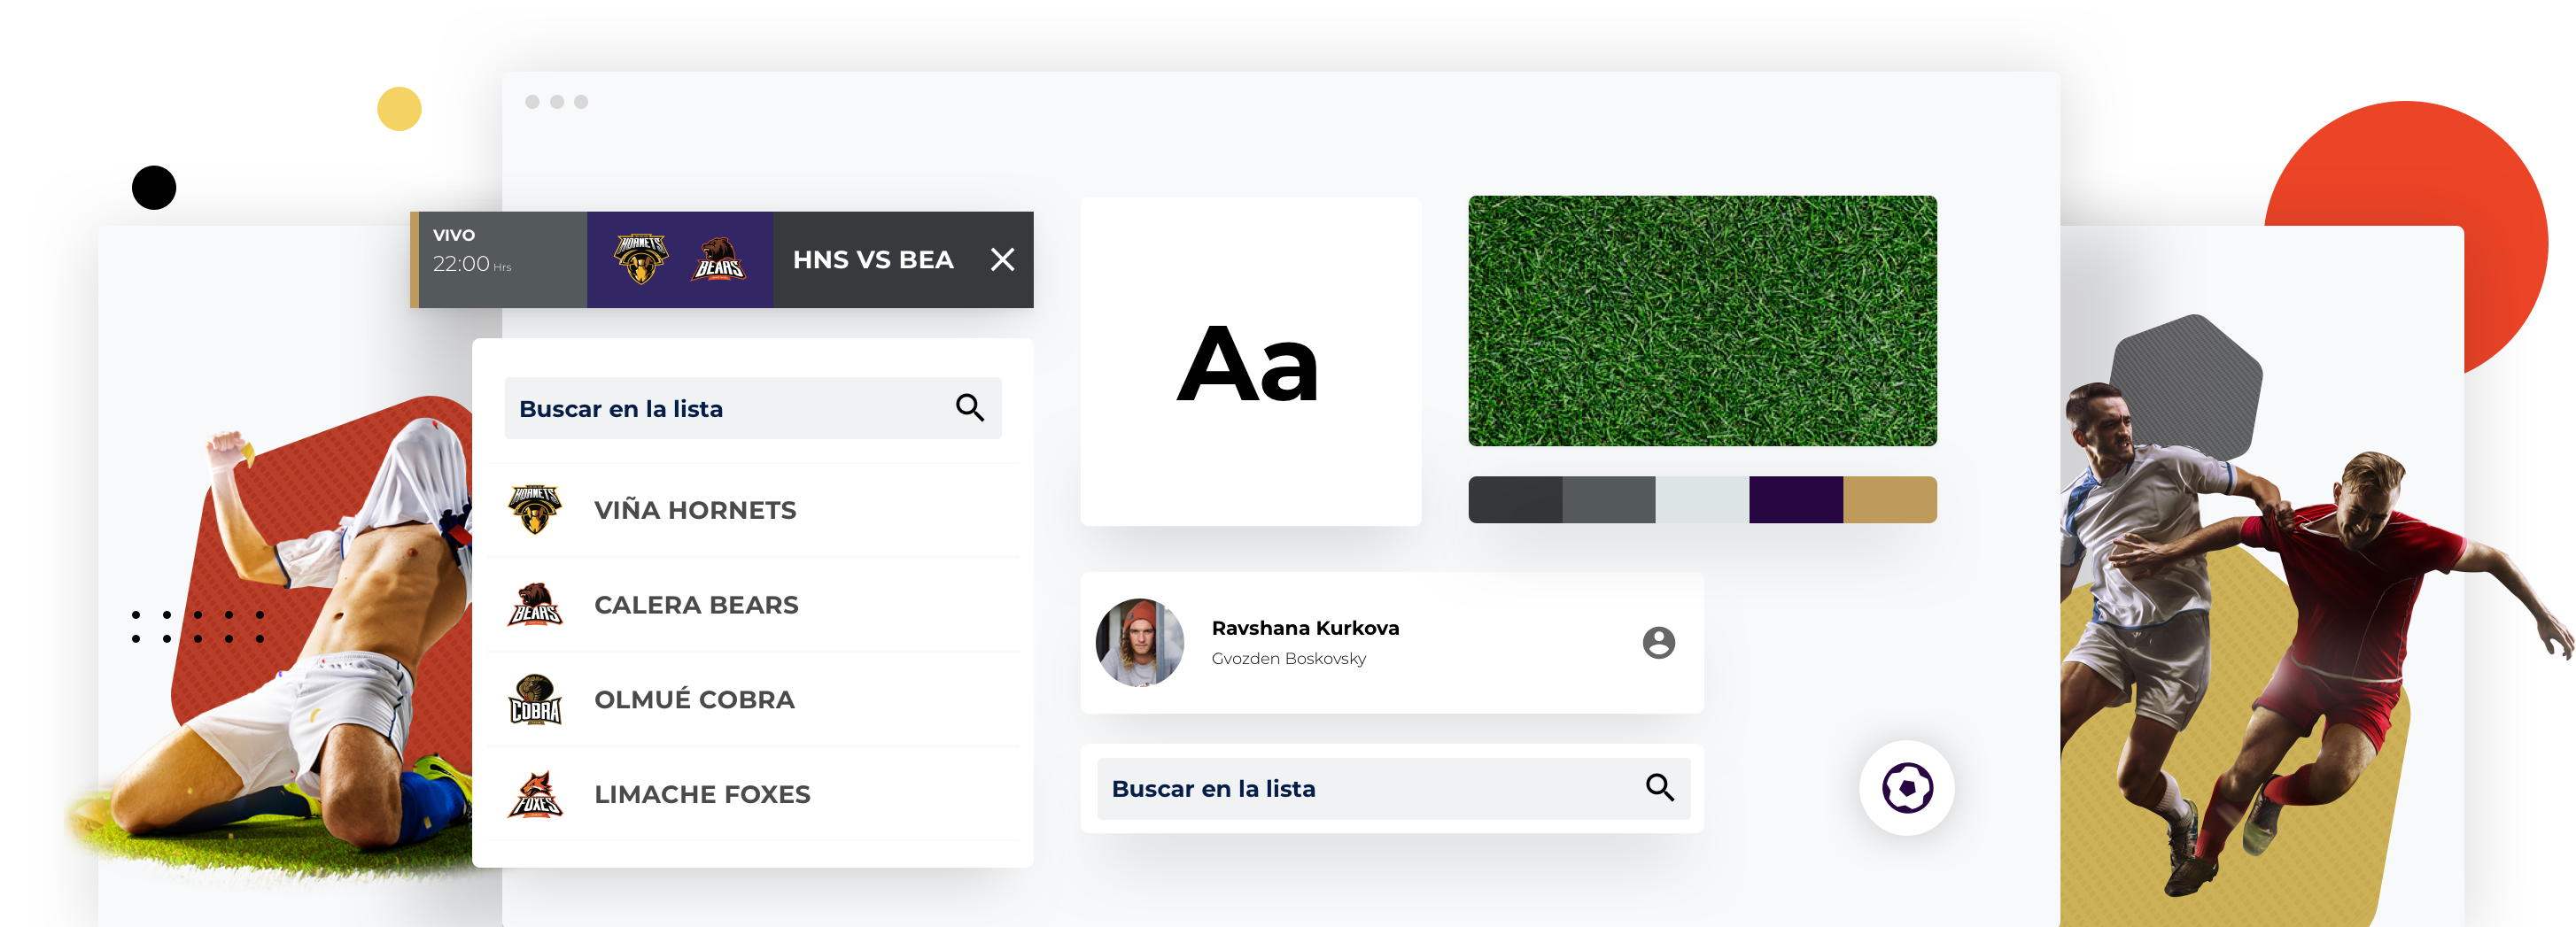 VIVO
22:00 Hrs
HORNETS
BEARS
HNS VS BEA
Buscar en la lista
HORNETS
VIÑA HORNETS
BEARS
CALERA BEARS
COBRA
OLMUÉ COBRA
FOXES
LIMACHE FOXES
Aa
Ravshana Kurkova
Gvozden Boskovsky
Buscar en la lista